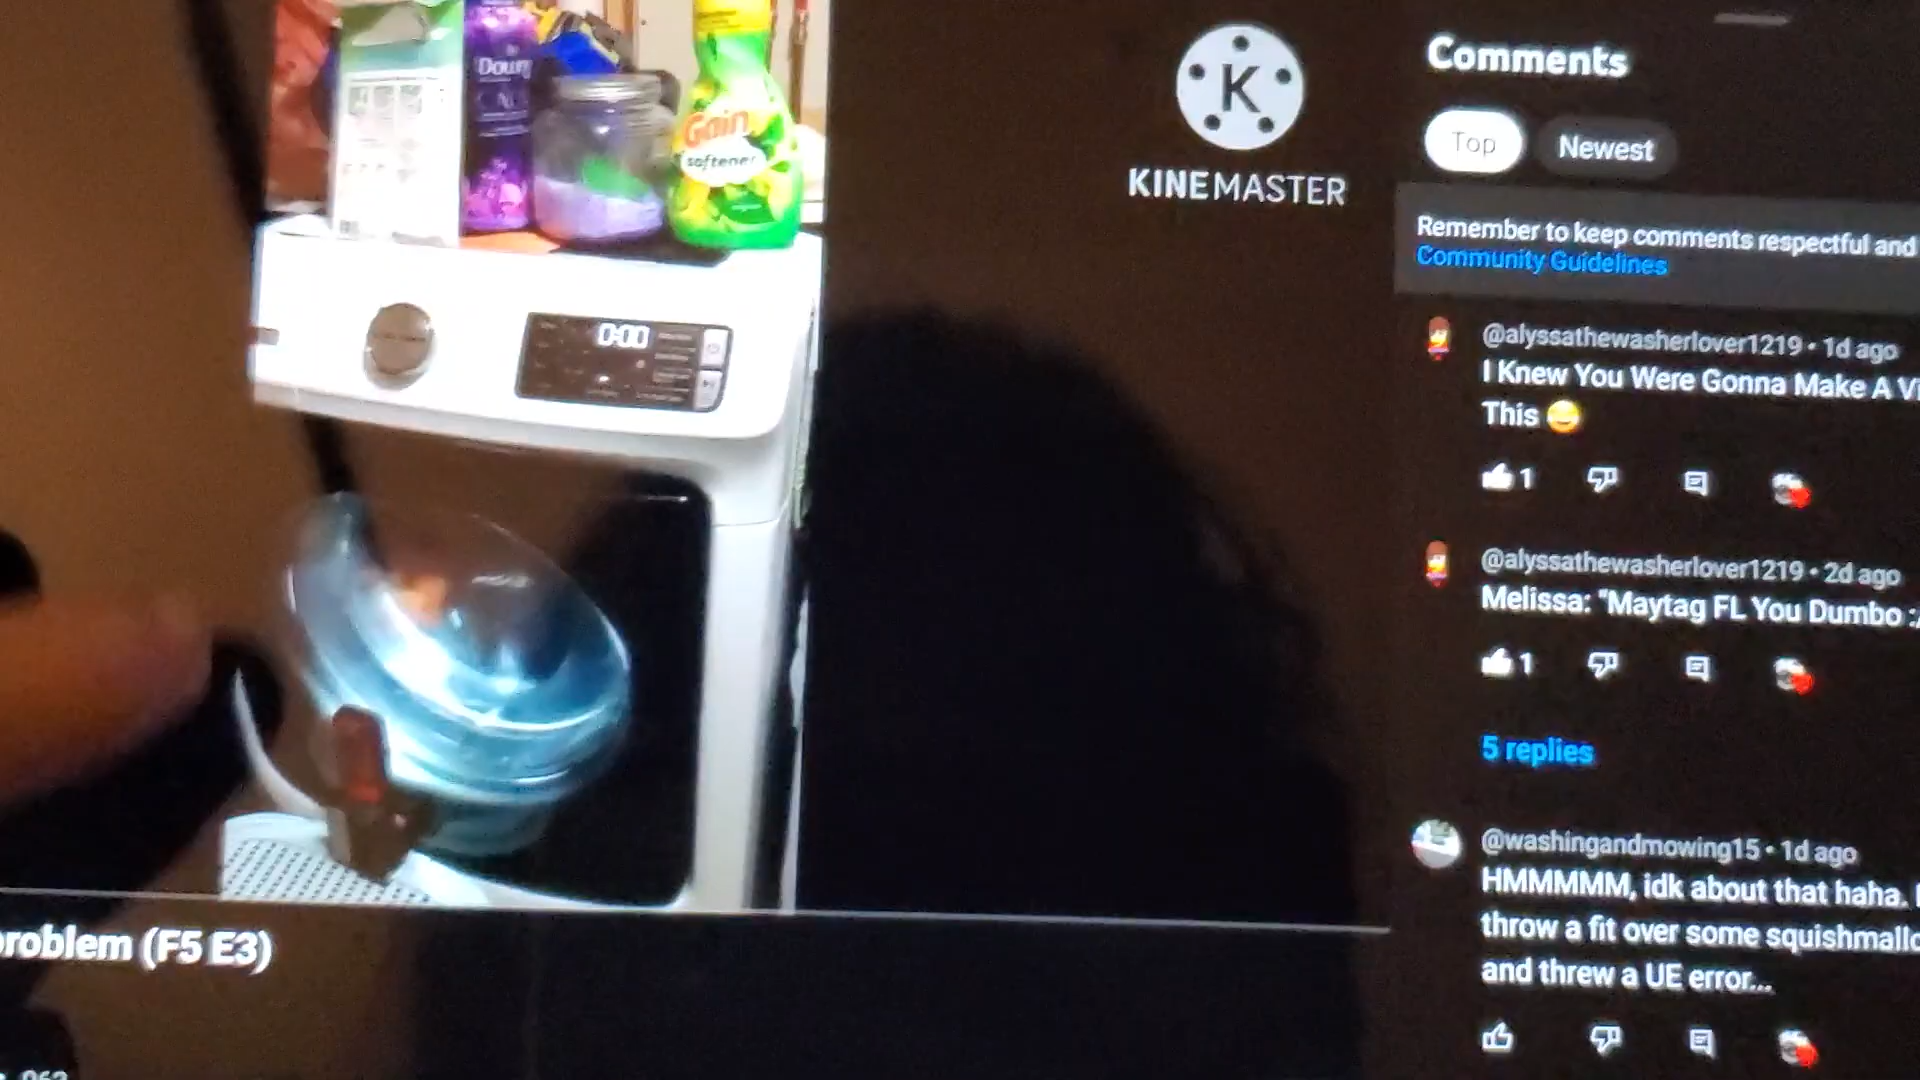 Downy
Gain
softener
0:00
K
KINEMASTER
problem (F5 E3)
Comments
Top
Newest
Remember to keep comments respectful and
Community Guidelines
@alyssathewasherlover1219 • 1d ago
I Knew You Were Gonna Make A Vi
This 😄
1
@alyssathewasherlover1219 • 2d ago
Melissa: "Maytag FL You Dumbo :/
1
5 replies
@washingandmowing15 • 1d ago
HMMMMM, idk about that haha.
throw a fit over some squishmallo
and threw a UE error...